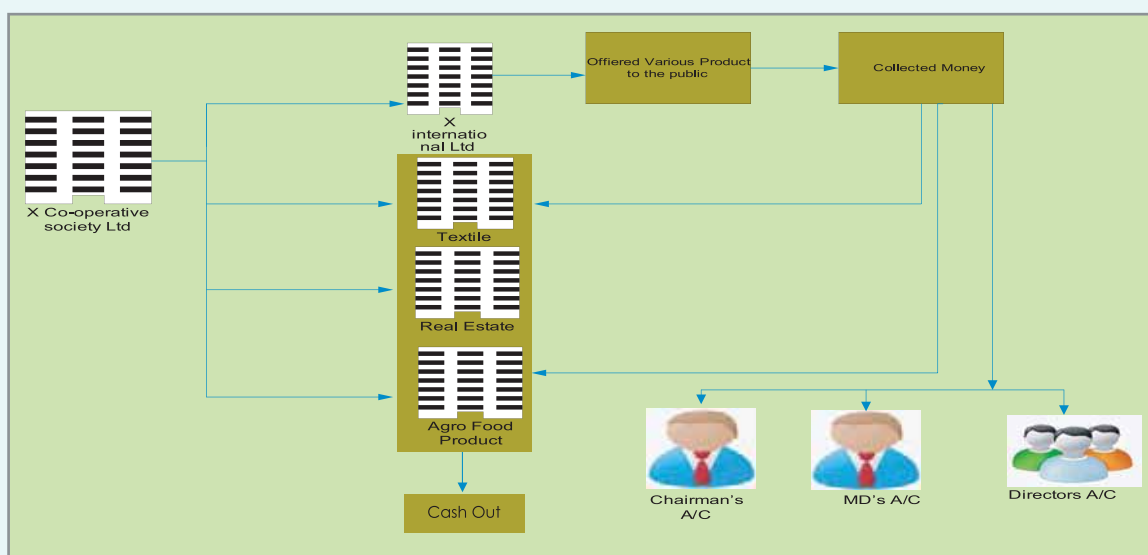 Offiered Various Product
to the public
Collected Money
X
internatio
nal Ltd
X Co-operative
society Ltd
Textile
Real Estate
Agro Food
Product
Cash Out
Chairman's
A/C
MD's A/C
Directors A/C